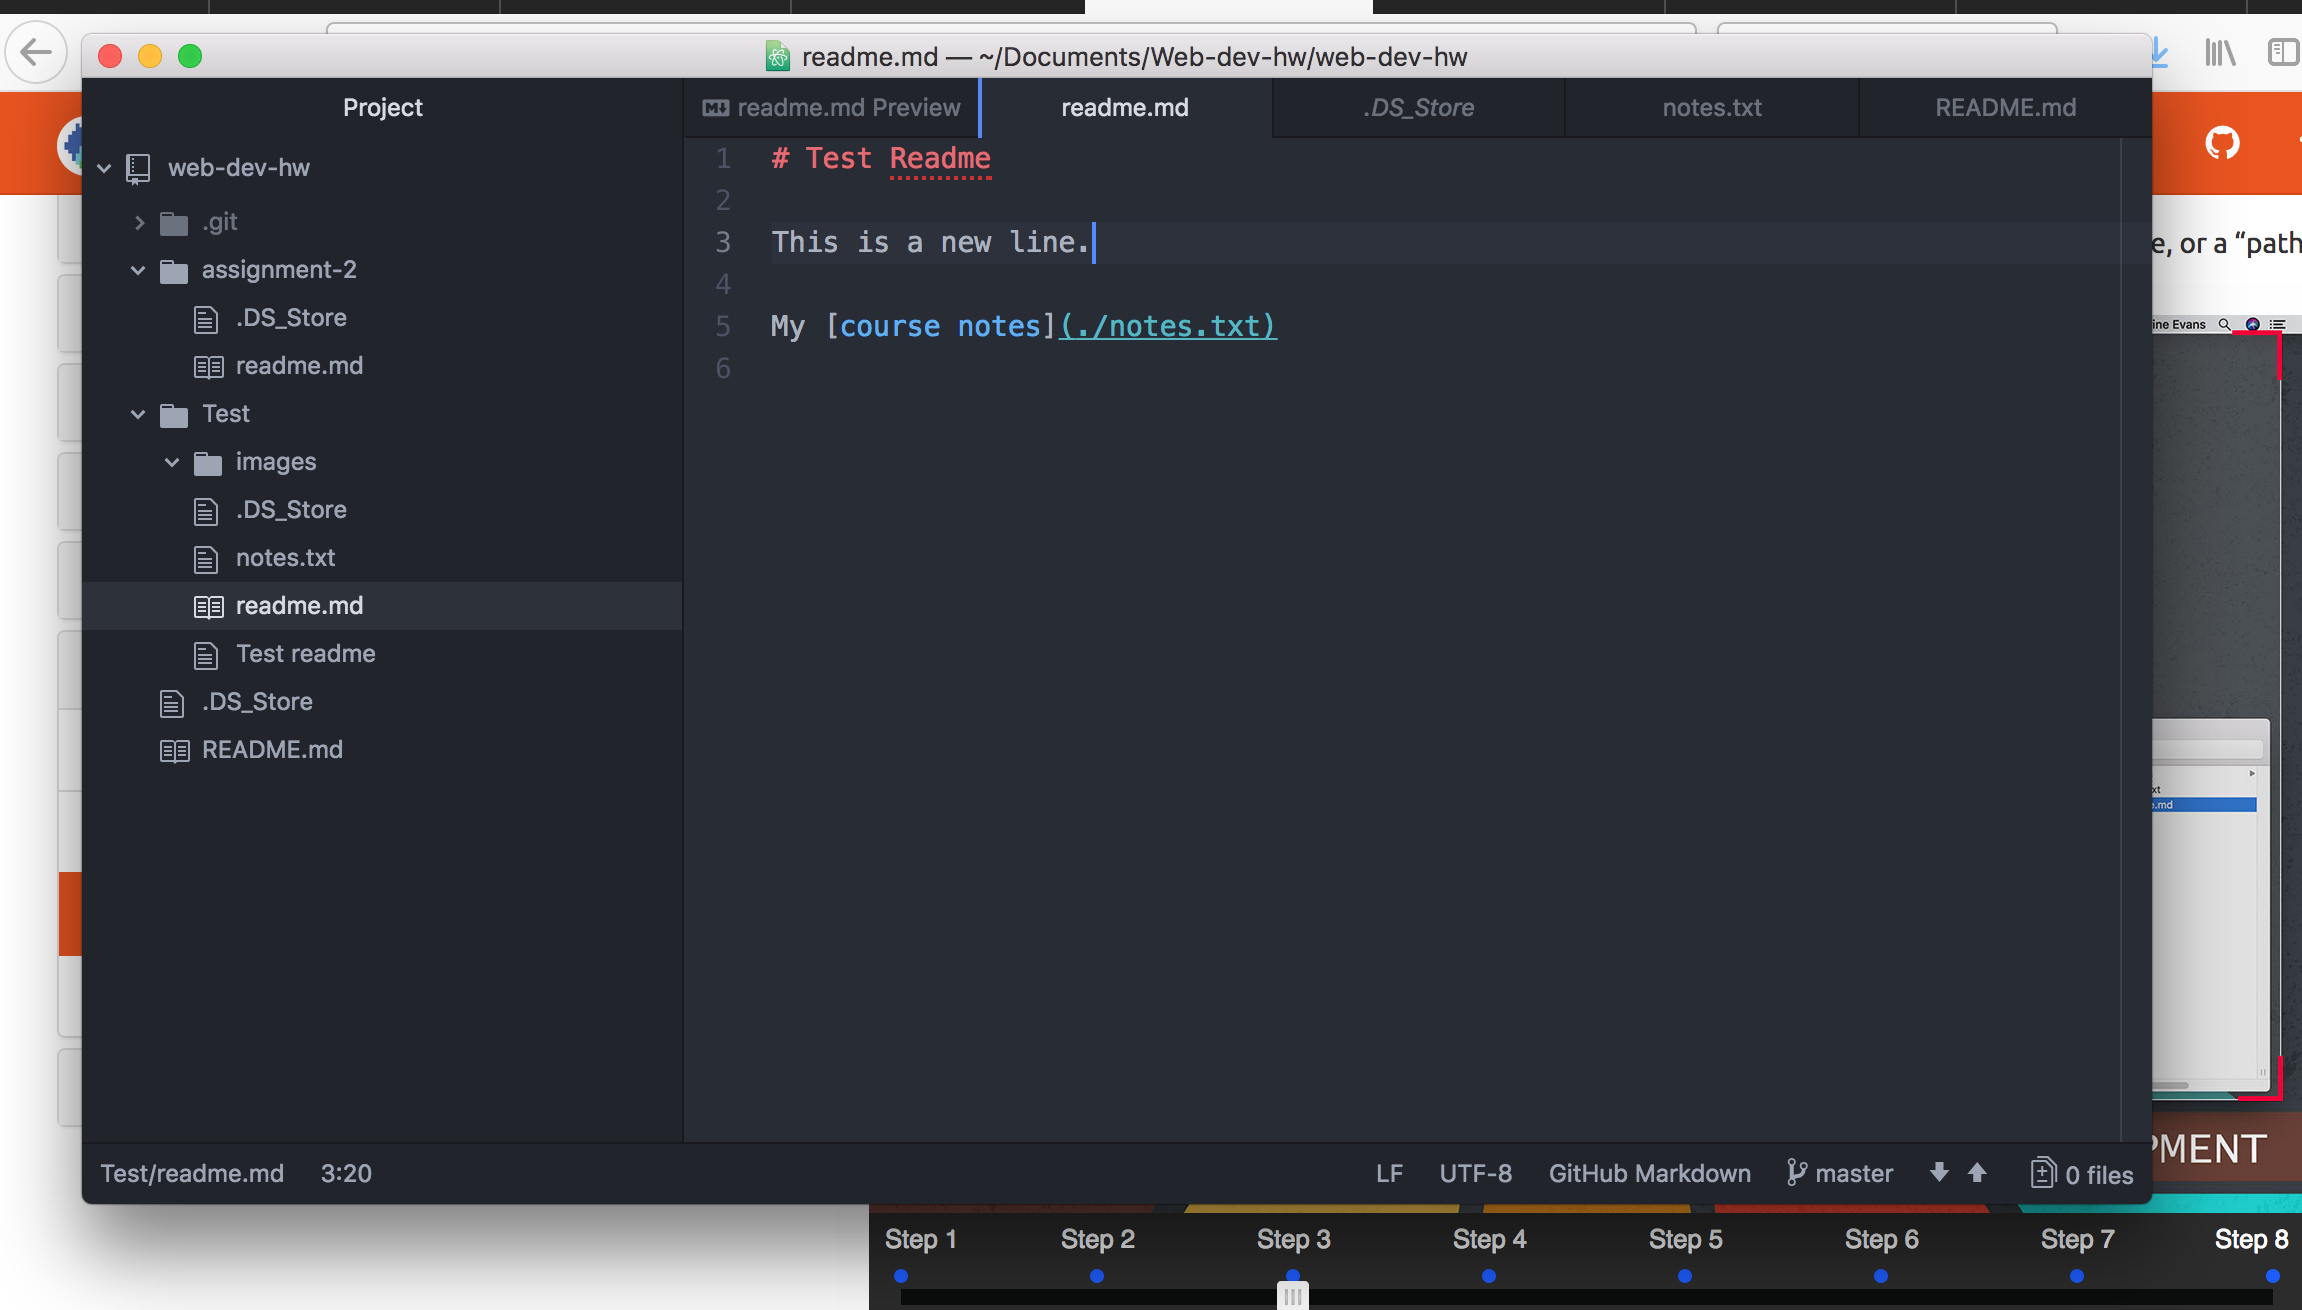 readme.md — ~/Documents/Web-dev-hw/web-dev-hw
Project
readme.md Preview
readme.md
.DS_Store
notes.txt
README.md
web-dev-hw
.git
assignment-2
.DS_Store
readme.md
Test
images
.DS_Store
notes.txt
readme.md
Test readme
.DS_Store
README.md
1 # Test Readme
2
3 This is a new line.
4
5 My [course notes](./notes.txt)
6
Test/readme.md 3:20
LF UTF-8 GitHub Markdown master 0 files
e, or a “path
ine Evans
xt
e.md
PMENT
Step 1 Step 2 Step 3 Step 4 Step 5 Step 6 Step 7 Step 8